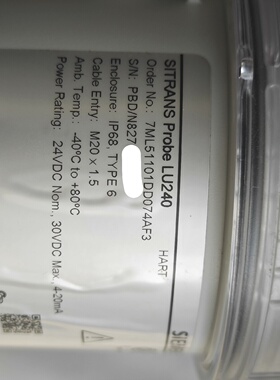 SITRANS Probe LU240
HART
Order No.: 7ML51101DD074AF3
S/N: PBD/N827
Enclosure: IP68, TYPE 6
Cable Entry: M20 x 1.5
Amb. Temp.: -40°C to +80°C
Power Rating: 24VDC Nom., 30VDC Max, 4-20mA